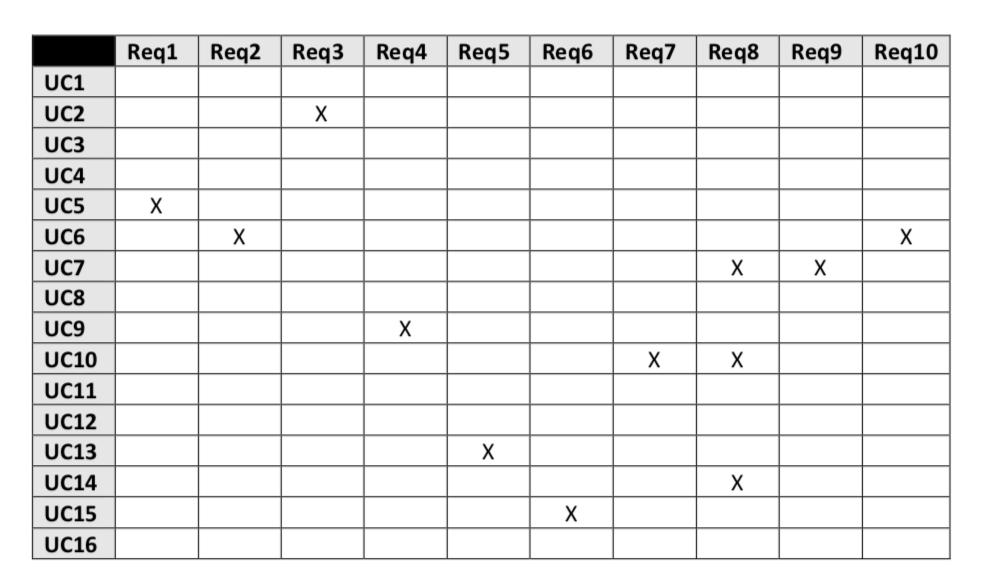 Req1 Req2 Req3 Req4 Req5 Req6 Req7 Req8 Req9 Req10
UC1
UC2 X
UC3
UC4
UC5 X
UC6 X X
UC7 X X
UC8
UC9 X
UC10 X X
UC11
UC12
UC13 X
UC14 X
UC15 X
UC16